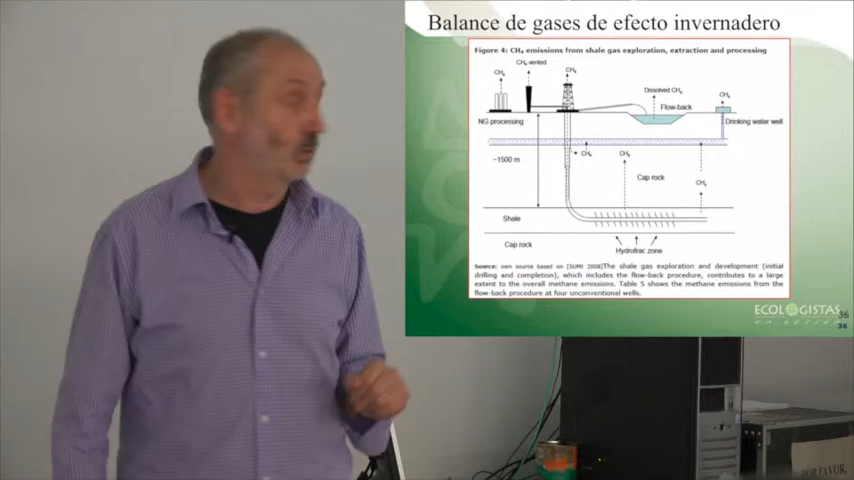 Balance de gases de efecto invernadero
Figure 4: CH₄ emissions from shale gas exploration, extraction and processing
CH₄ vented
CH₄
CH₄
Dissolved CH₄
CH₄
Flow-back
NG processing
Drinking water well
CH₄
CH₄
~1500 m
Cap rock
CH₄
Shale
Cap rock
Hydrofrac zone
Source: own source based on [SUMI 2008]The shale gas exploration and development (initial
drilling and completion), which includes the flow-back procedure, contributes to a large
extent to the overall methane emissions. Table 5 shows the methane emissions from the
flow-back procedure at four unconventional wells.
ECOLOGISTAS
en acción
36
36
POR FAVOR,